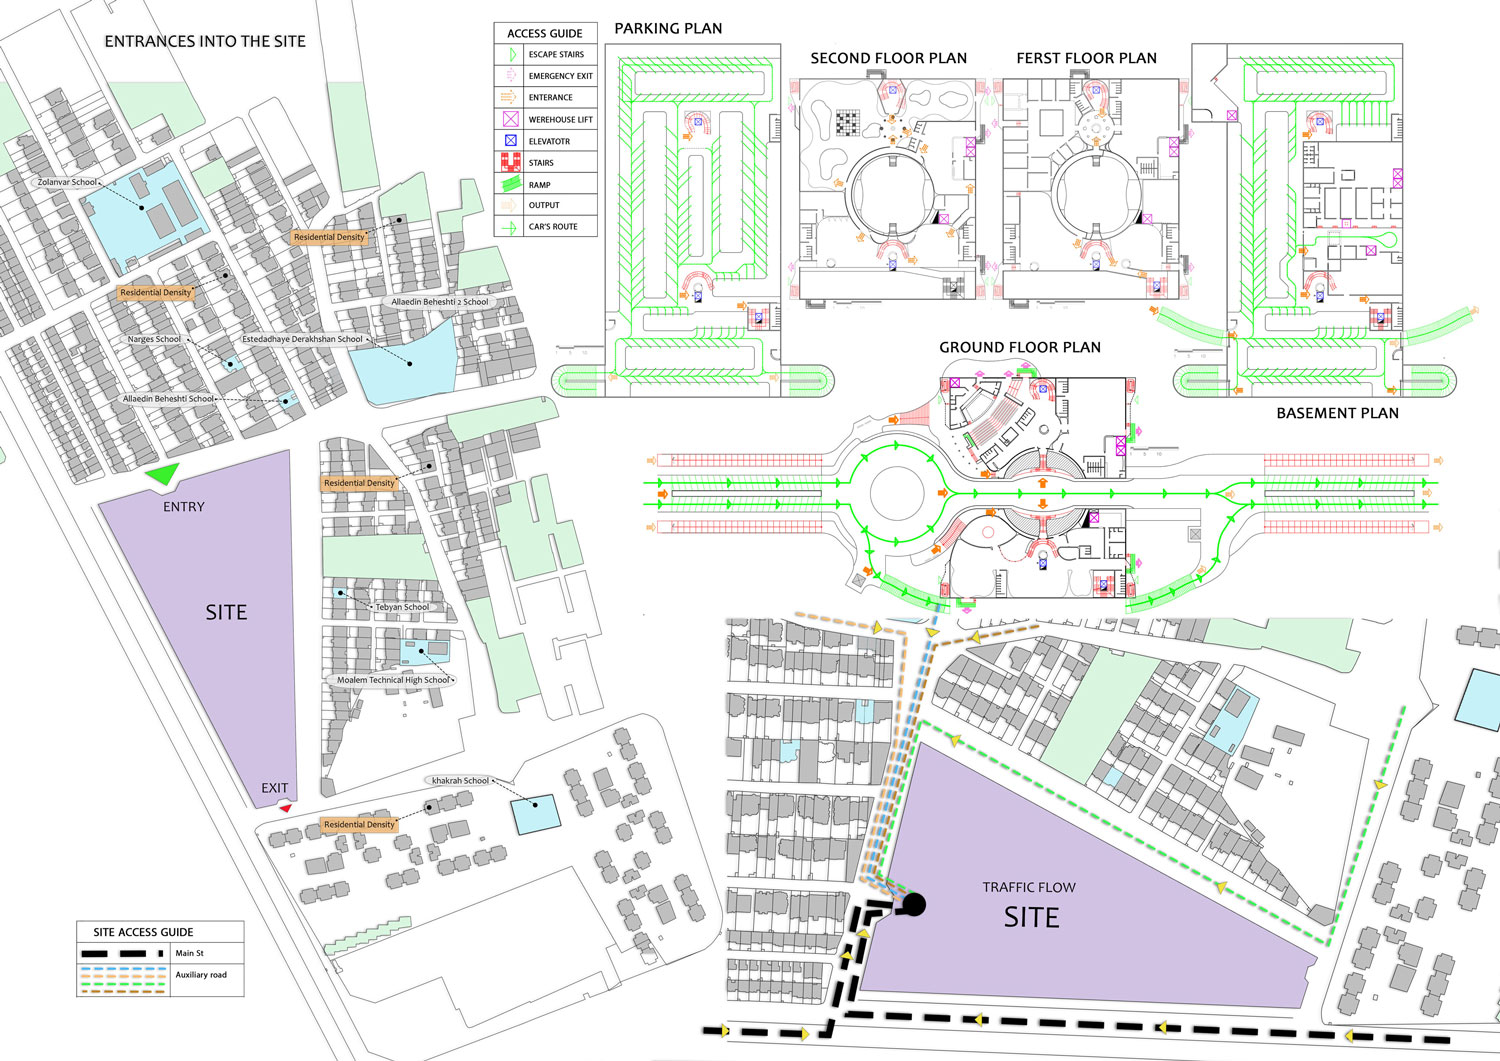 ENTRANCES INTO THE SITE
Zolanvar School
Residential Density
Residential Density
Allaedin Beheshti 2 School
Narges School
Estedadhaye Derakhshan School
Allaedin Beheshti School
ENTRY
Residential Density
SITE
Tebyan School
Moalem Technical High School
EXIT
khakrah School
Residential Density
SITE ACCESS GUIDE
Main St
Auxiliary road
ACCESS GUIDE
ESCAPE STAIRS
EMERGENCY EXIT
ENTERANCE
WEREHOUSE LIFT
ELEVATOTR
STAIRS
RAMP
OUTPUT
CAR'S ROUTE
PARKING PLAN
SECOND FLOOR PLAN
FERST FLOOR PLAN
GROUND FLOOR PLAN
BASEMENT PLAN
TRAFFIC FLOW
SITE